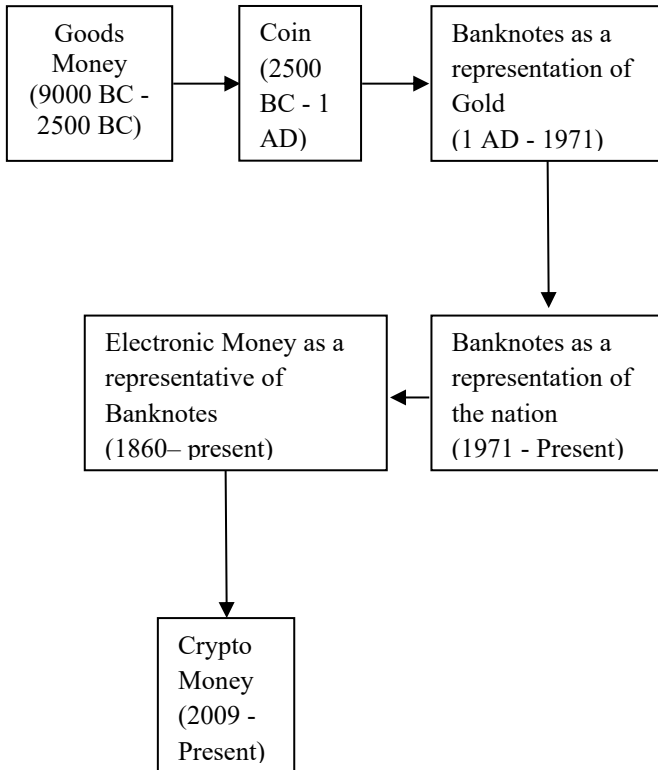 Goods
Money
(9000 BC -
2500 BC)
Coin
(2500
BC - 1
AD)
Banknotes as a
representation of
Gold
(1 AD - 1971)
Banknotes as a
representation of
the nation
(1971 - Present)
Electronic Money as a
representative of
Banknotes
(1860– present)
Crypto
Money
(2009 -
Present)